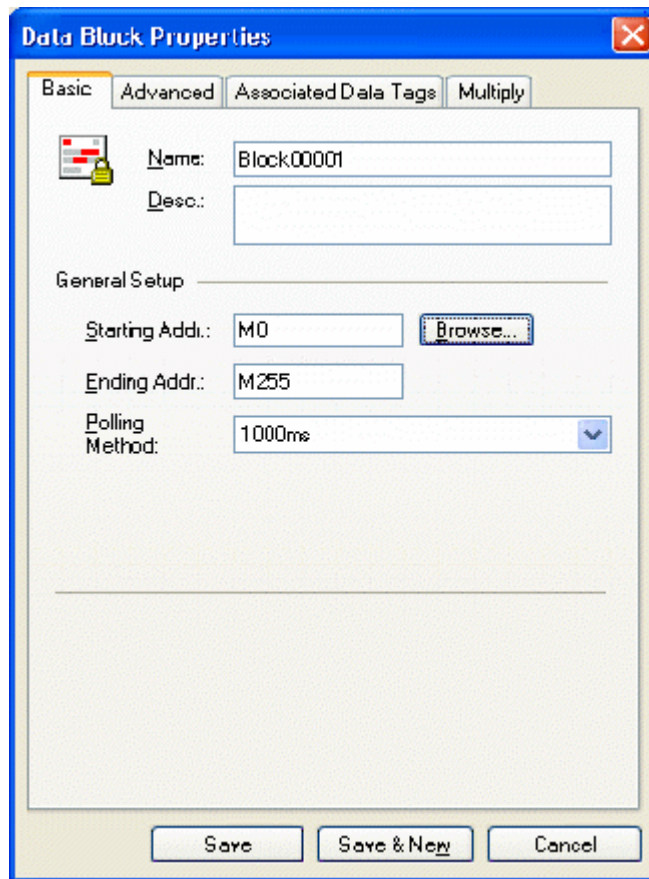 Data Block Properties
Basic Advanced Associated Data Tags Multiply
Name: Block00001
Desc.:
General Setup
Starting Addr.: M0 Browse...
Ending Addr.: M255
Polling Method: 1000ms
Save Save & New Cancel